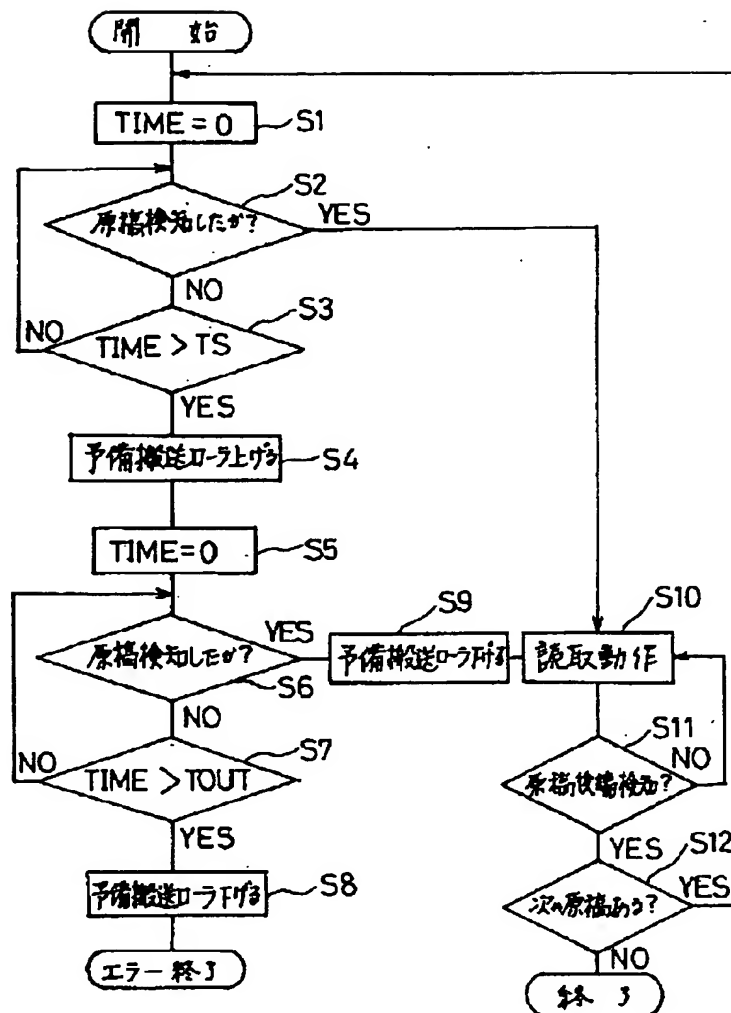 開 始
TIME=0 S1
S2
原稿検知したか?
YES
NO
S3
NO
TIME > TS
YES
予備搬送ローラ上げる S4
TIME=0 S5
S9
S10
YES
原稿検知したか?
予備搬送ローラ下げる
読取動作
S6
NO
S11
S7
NO
NO
TIME > TOUT
原稿後端検知?
YES
YES
S12
予備搬送ローラ下げる S8
次の原稿ある?
YES
エラー終了
NO
終 了